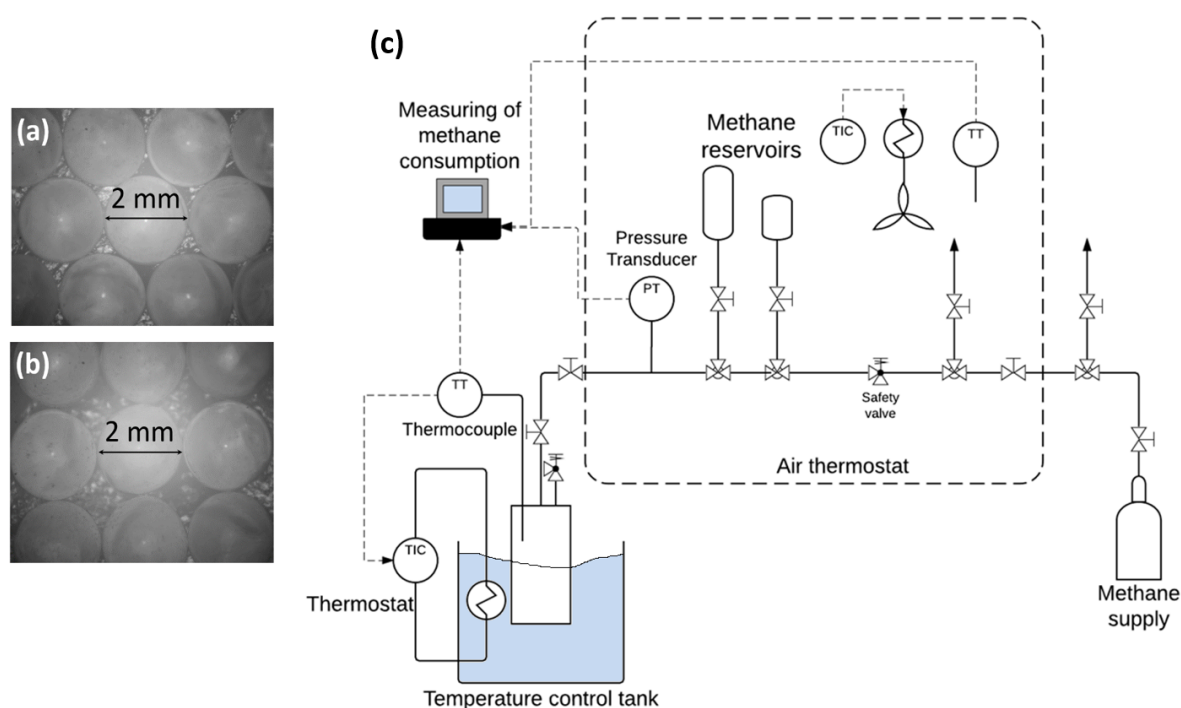 (a)
2 mm
(b)
2 mm
(c)
Measuring of
methane
consumption
Methane
reservoirs
TIC
TT
Pressure
Transducer
PT
Safety
valve
TT
Thermocouple
Air thermostat
TIC
Thermostat
Methane
supply
Temperature control tank